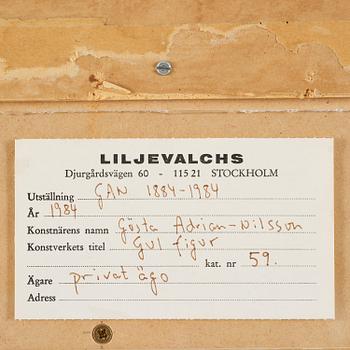 LILJEVALCHS
Djurgårdsvägen 60 - 115 21 STOCKHOLM
Utställning GAN 1884-1984
År 1984
Konstnärens namn Gösta Adrian-Nilsson
Konstverkets titel Gul figur
kat. nr 59.
Ägare privat ägo
Adress